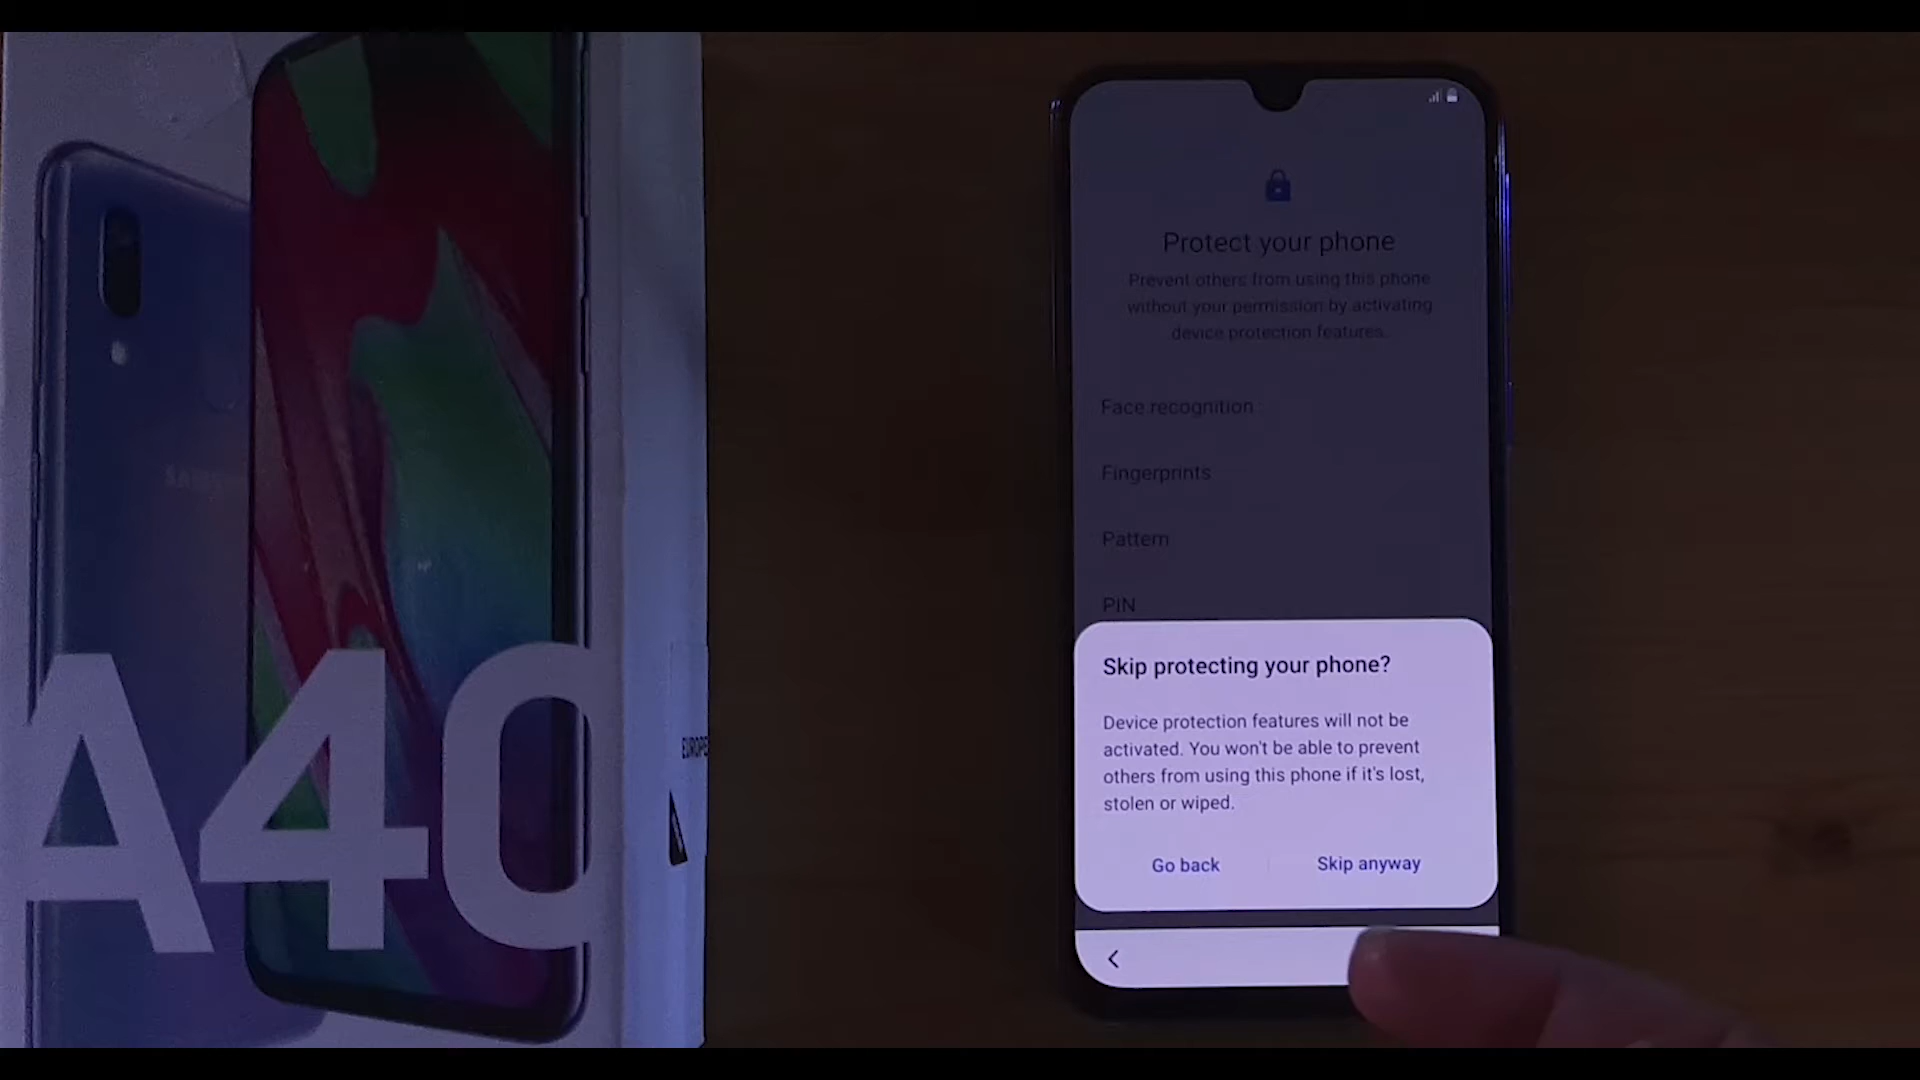 A40
EUROPE
Protect your phone
Prevent others from using this phone
without your permission by activating
device protection features.
Face recognition
Fingerprints
Pattern
PIN
Skip protecting your phone?
Device protection features will not be
activated. You won't be able to prevent
others from using this phone if it's lost,
stolen or wiped.
Go back
Skip anyway